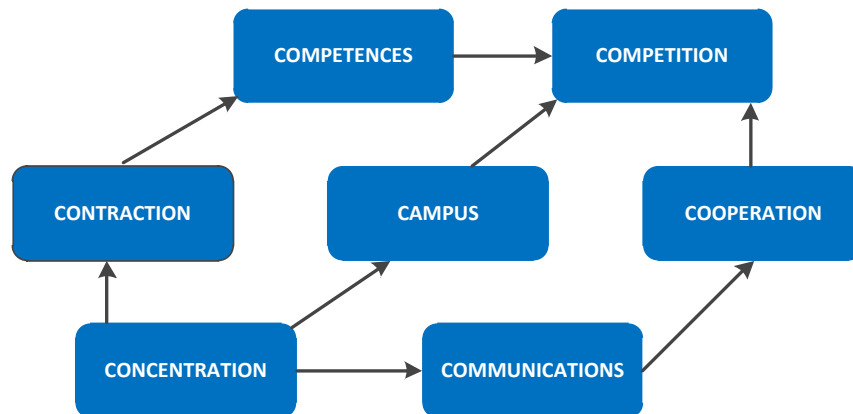 COMPETENCES
COMPETITION
CONTRACTION
CAMPUS
COOPERATION
CONCENTRATION
COMMUNICATIONS